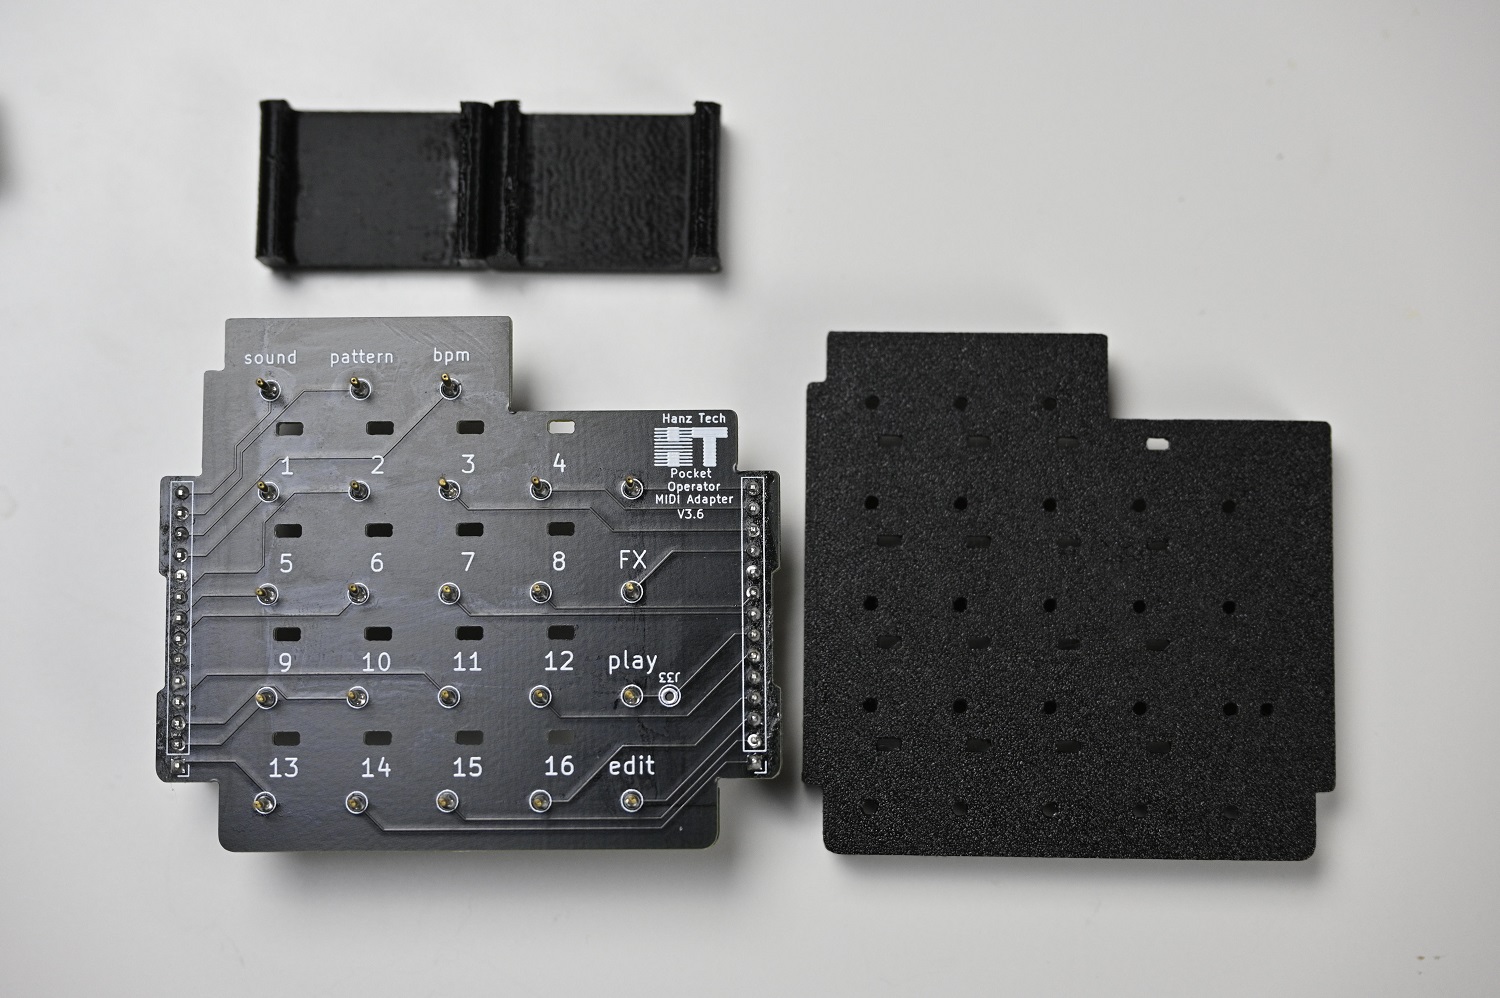 sound pattern bpm
Hanz Tech
HT
Pocket
Operator
MIDI Adapter
V3.6
1 2 3 4
5 6 7 8 FX
9 10 11 12 play
J33
13 14 15 16 edit